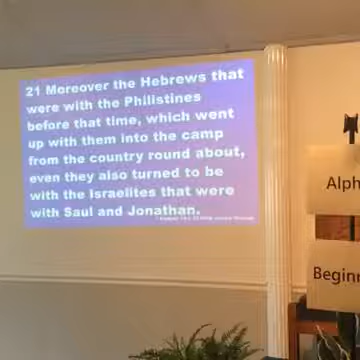 21 Moreover the Hebrews that
were with the Philistines
before that time, which went
up with them into the camp
from the country round about,
even they also turned to be
with the Israelites that were
with Saul and Jonathan.
Alph
Beginn